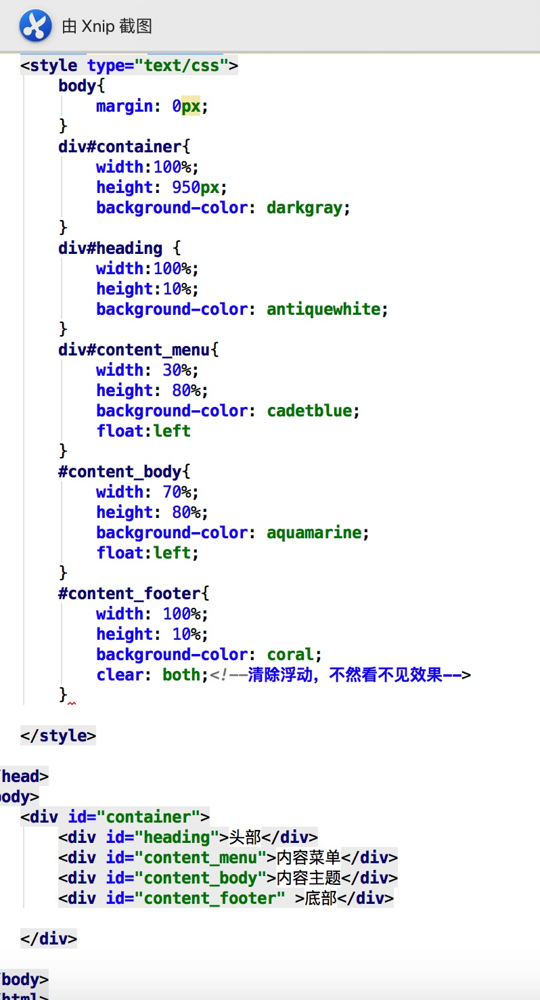 由 Xnip 截图
<style type="text/css">
body{
margin: 0px;
}
div#container{
width:100%;
height: 950px;
background-color: darkgray;
}
div#heading {
width:100%;
height:10%;
background-color: antiquewhite;
}
div#content_menu{
width: 30%;
height: 80%;
background-color: cadetblue;
float:left
}
#content_body{
width: 70%;
height: 80%;
background-color: aquamarine;
float:left;
}
#content_footer{
width: 100%;
height: 10%;
background-color: coral;
clear: both;<!--清除浮动，不然看不见效果-->
}
</style>
/head>
body>
<div id="container">
<div id="heading">头部</div>
<div id="content_menu">内容菜单</div>
<div id="content_body">内容主题</div>
<div id="content_footer" >底部</div>
</div>
/body>
/html>